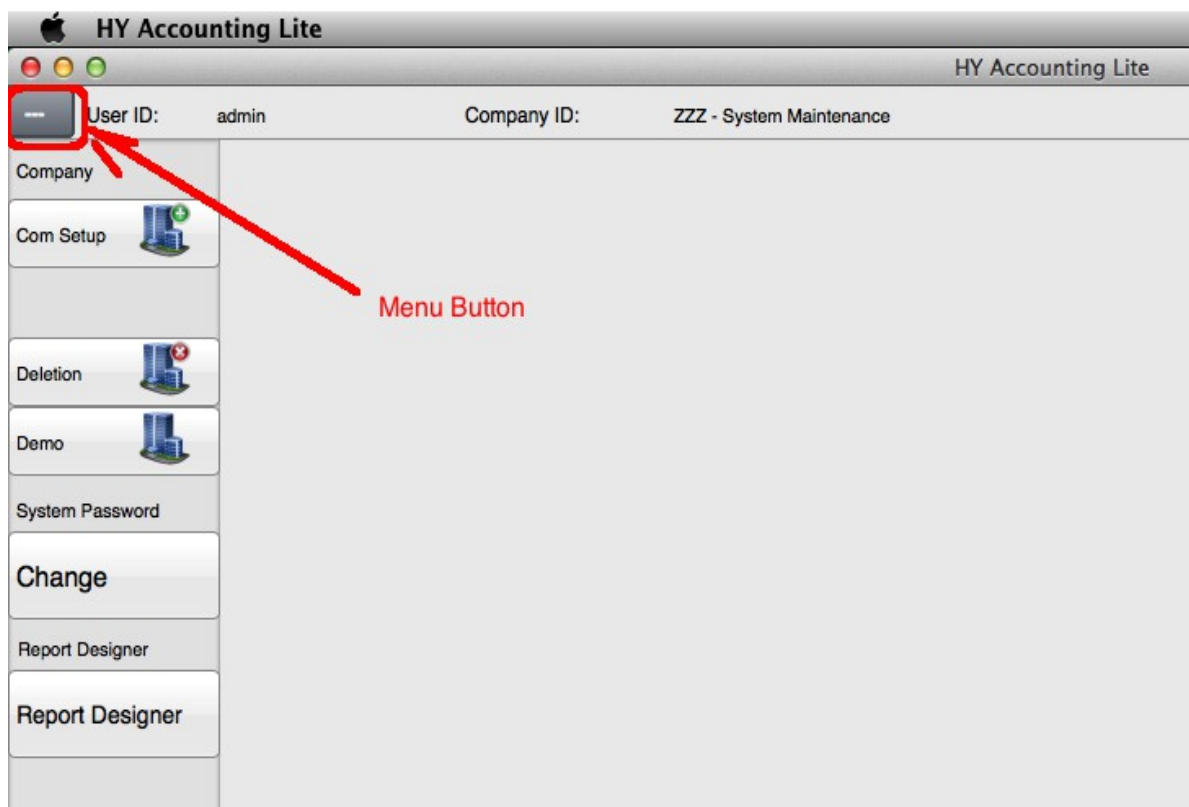 HY Accounting Lite
HY Accounting Lite
--- User ID: admin Company ID: ZZZ - System Maintenance
Company
Com Setup
Menu Button
Deletion
Demo
System Password
Change
Report Designer
Report Designer